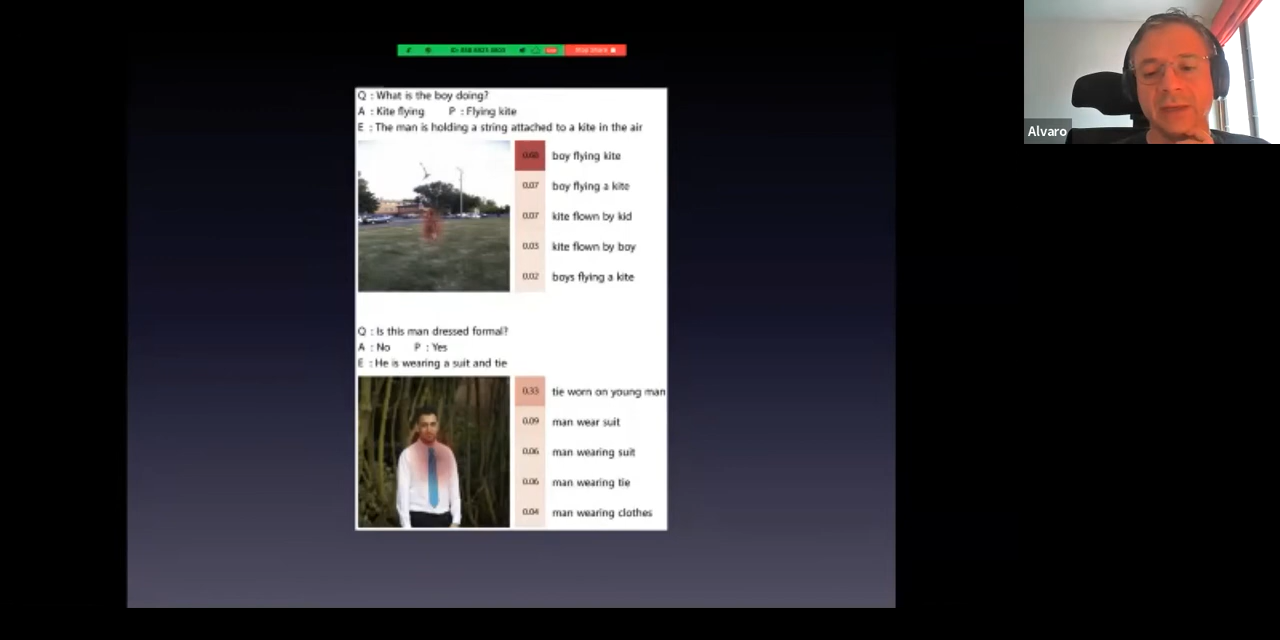 Stop Share
Q : What is the boy doing?
A : Kite flying P : Flying kite
E : The man is holding a string attached to a kite in the air
0.68 boy flying kite
0.07 boy flying a kite
0.07 kite flown by kid
0.03 kite flown by boy
0.02 boys flying a kite
Q : Is this man dressed formal?
A : No P : Yes
E : He is wearing a suit and tie
0.33 tie worn on young man
0.09 man wear suit
0.06 man wearing suit
0.06 man wearing tie
0.04 man wearing clothes
Alvaro